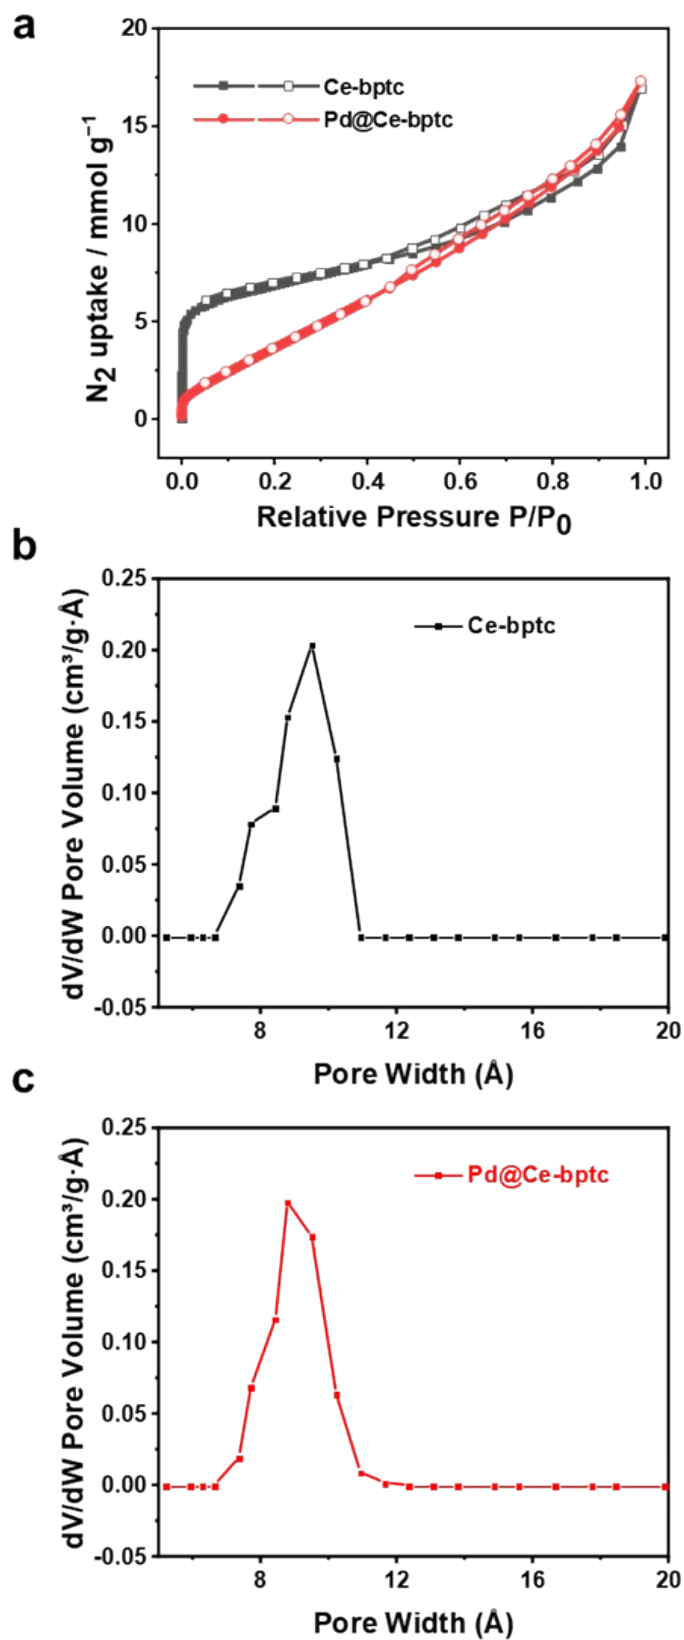 a
20
15
10
5
0
N2 uptake / mmol g⁻¹
Ce-bptc
Pd@Ce-bptc
0.0 0.2 0.4 0.6 0.8 1.0
Relative Pressure P/P0
b
0.25
0.20
0.15
0.10
0.05
0.00
-0.05
dV/dW Pore Volume (cm³/g·Å)
Ce-bptc
8 12 16 20
Pore Width (Å)
c
0.25
0.20
0.15
0.10
0.05
0.00
-0.05
dV/dW Pore Volume (cm³/g·Å)
Pd@Ce-bptc
8 12 16 20
Pore Width (Å)